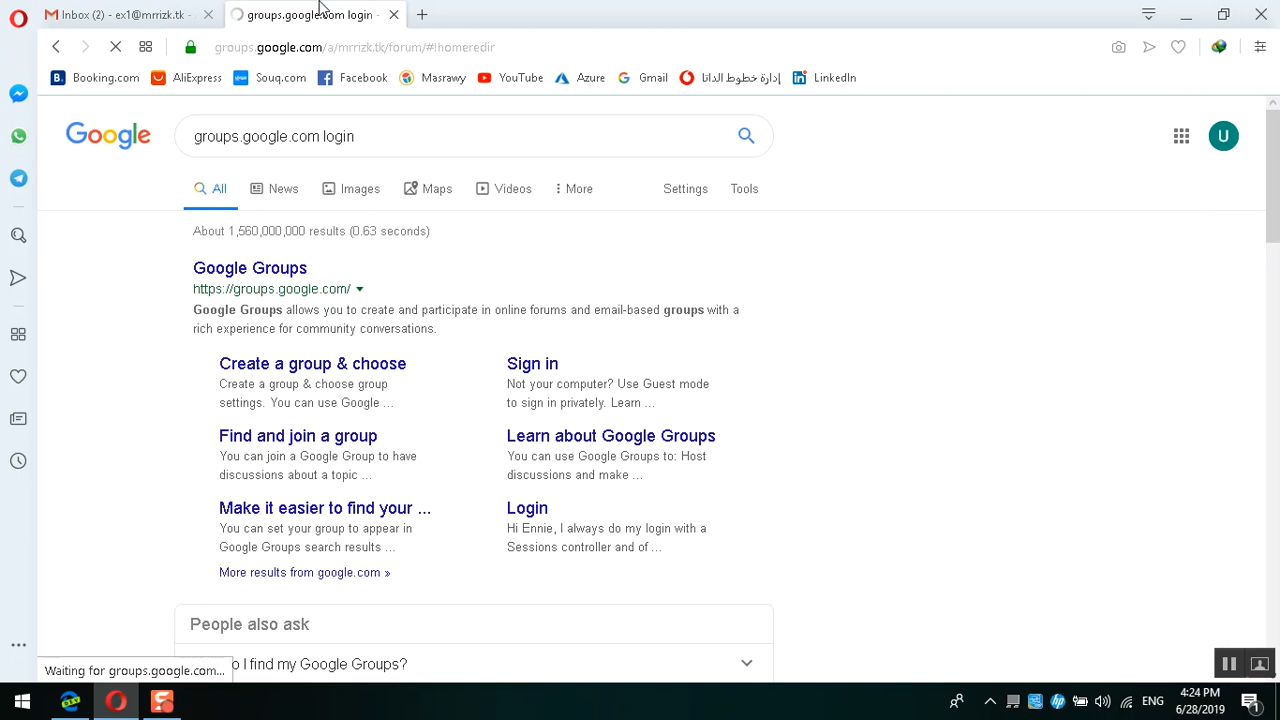 Inbox (2) - ex1@mrrizk.tk -
groups.google.com login -
groups.google.com/a/mrrizk.tk/forum/#!homeredir
Booking.com AliExpress Souq.com Facebook Masrawy YouTube Azure Gmail إدارة خطوط الداتا LinkedIn
Google
groups.google.com login
U
All News Images Maps Videos More Settings Tools
About 1,560,000,000 results (0.63 seconds)
Google Groups
https://groups.google.com/
Google Groups allows you to create and participate in online forums and email-based groups with a
rich experience for community conversations.
Create a group & choose
Create a group & choose group
settings. You can use Google ...
Sign in
Not your computer? Use Guest mode
to sign in privately. Learn ...
Find and join a group
You can join a Google Group to have
discussions about a topic ...
Learn about Google Groups
You can use Google Groups to: Host
discussions and make ...
Make it easier to find your ...
You can set your group to appear in
Google Groups search results ...
Login
Hi Ennie, I always do my login with a
Sessions controller and of ...
More results from google.com »
People also ask
o I find my Google Groups?
Waiting for groups.google.com...
ENG
4:24 PM
6/28/2019
1